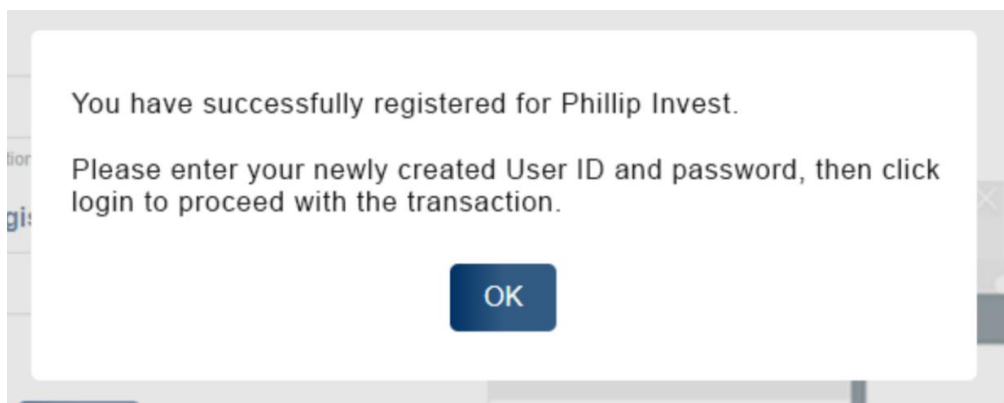 You have successfully registered for Phillip Invest.
Please enter your newly created User ID and password, then click
login to proceed with the transaction.
OK